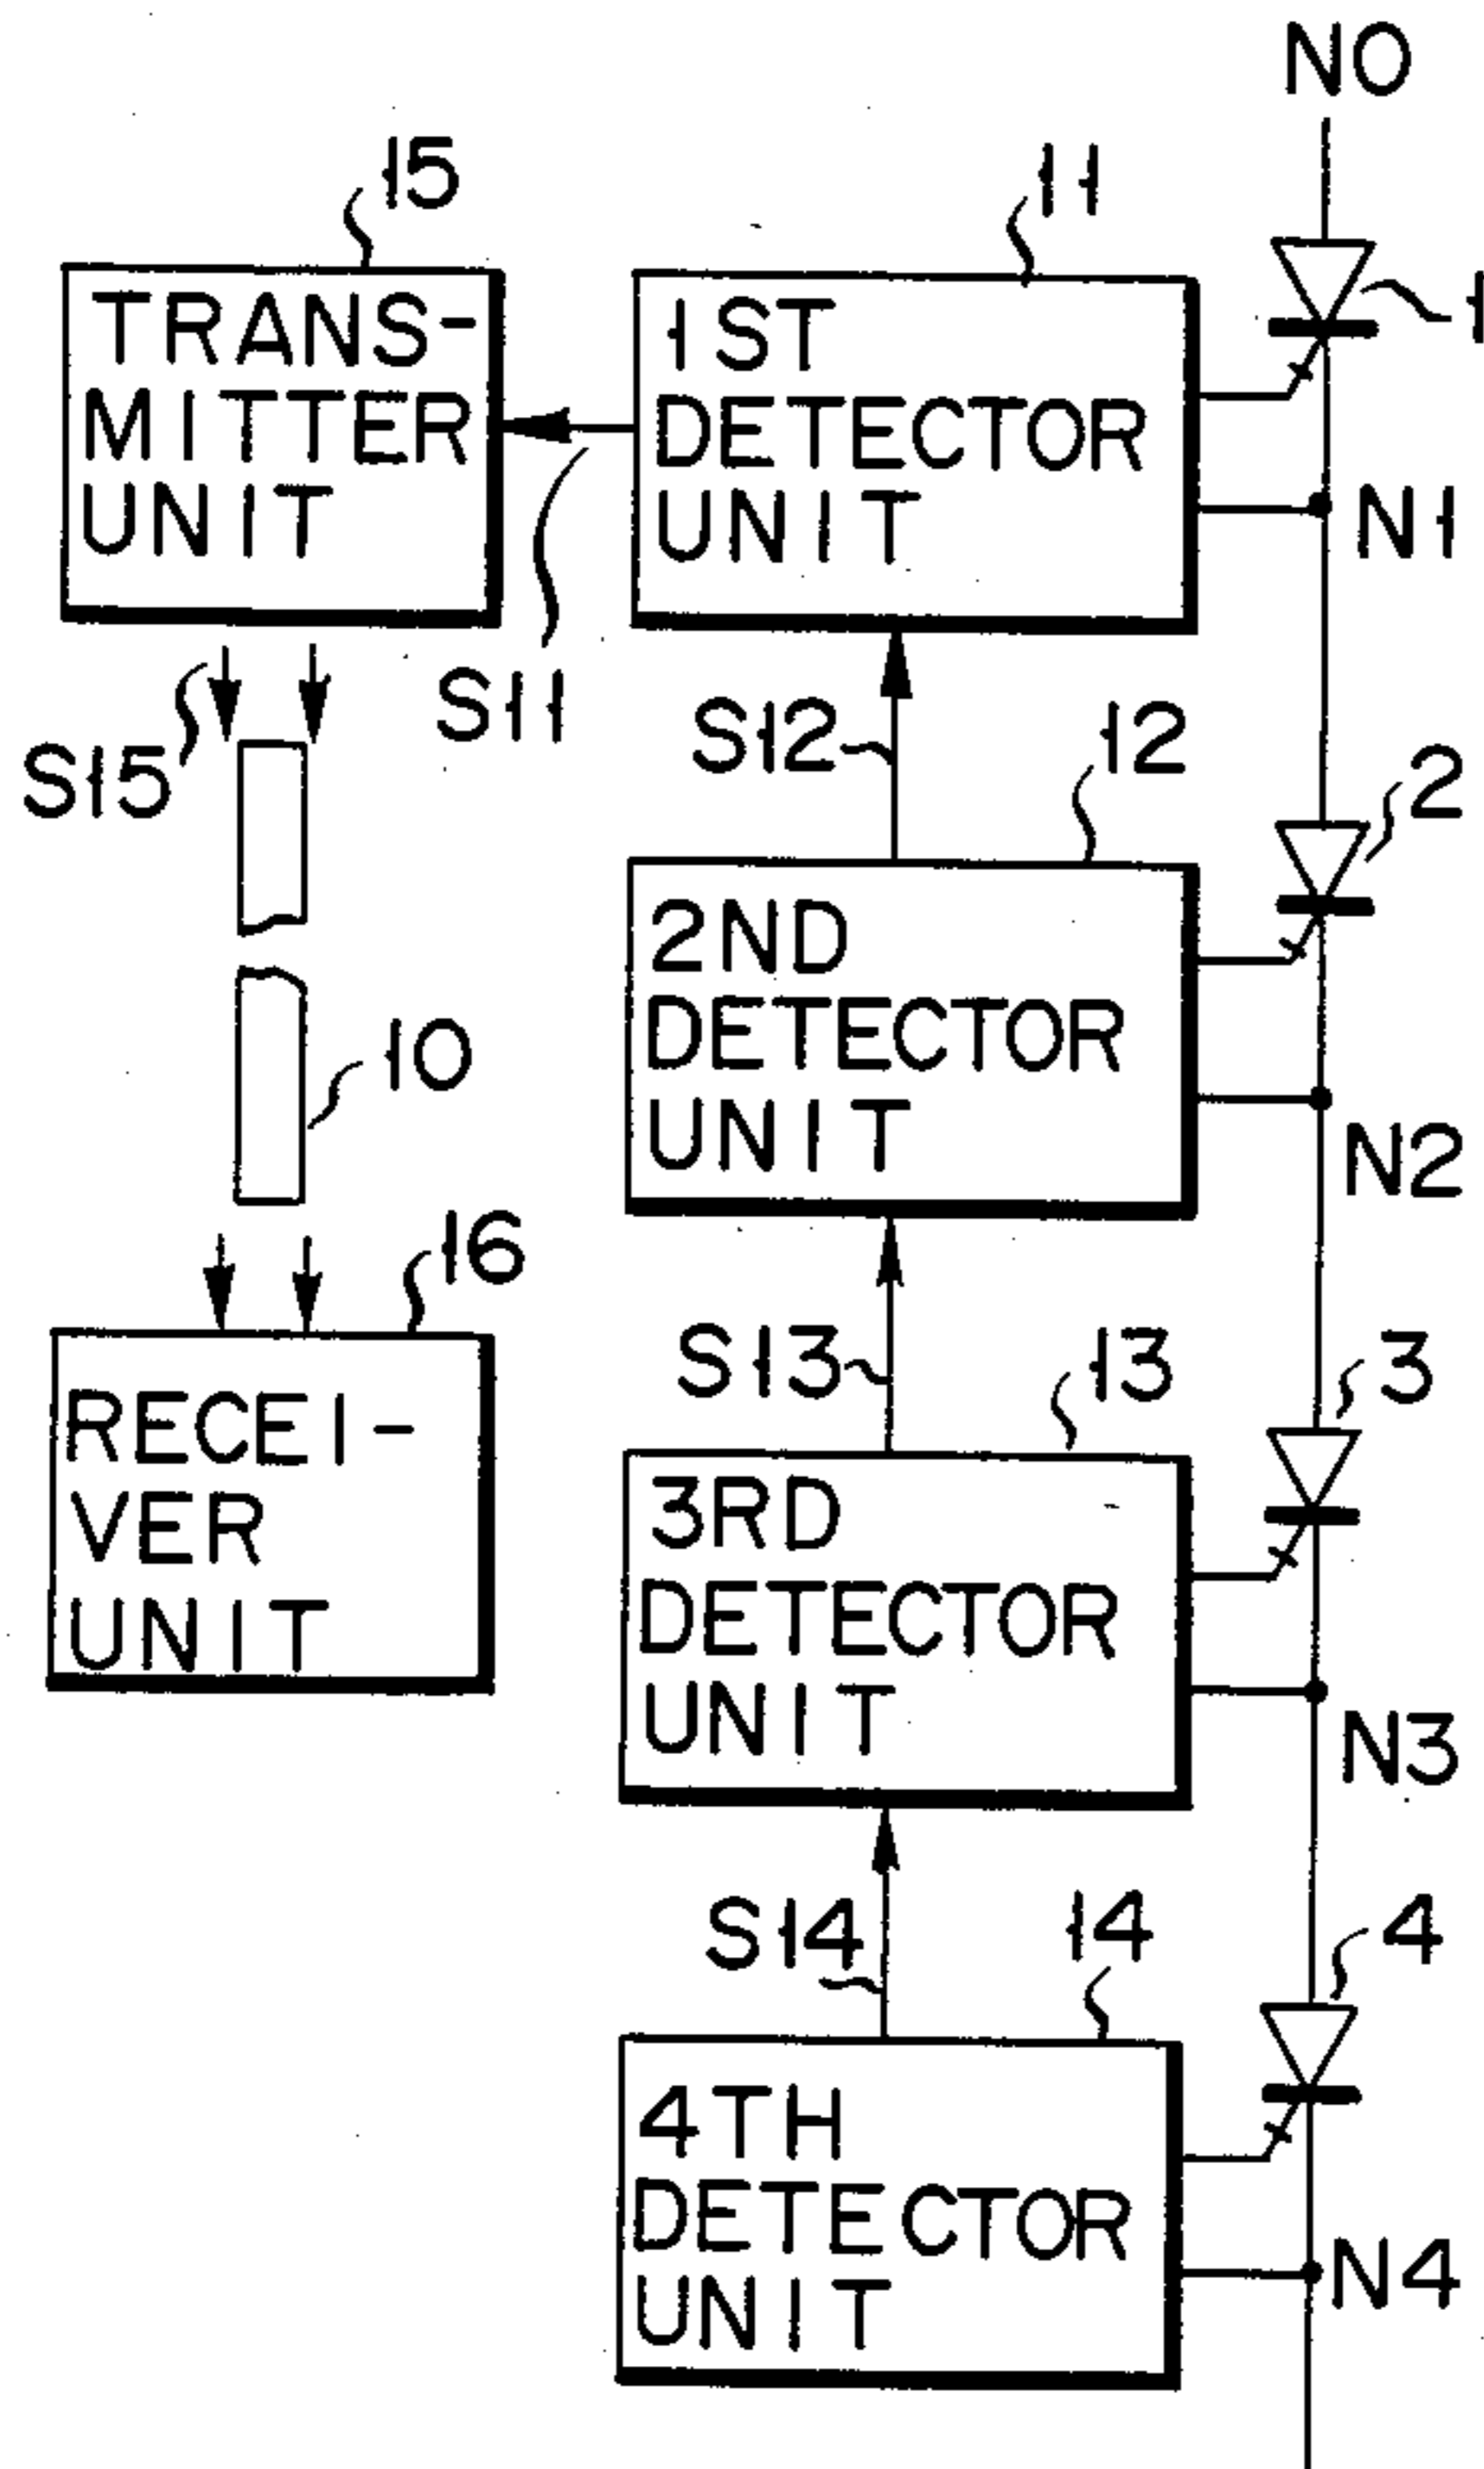 NO
15
11
1
TRANS-
MITTER
UNIT
1ST
DETECTOR
UNIT
N1
S11
S12
12
2
S15
2ND
DETECTOR
UNIT
10
N2
16
S13
13
3
RECEI-
VER
UNIT
3RD
DETECTOR
UNIT
N3
S14
14
4
4TH
DETECTOR
UNIT
N4